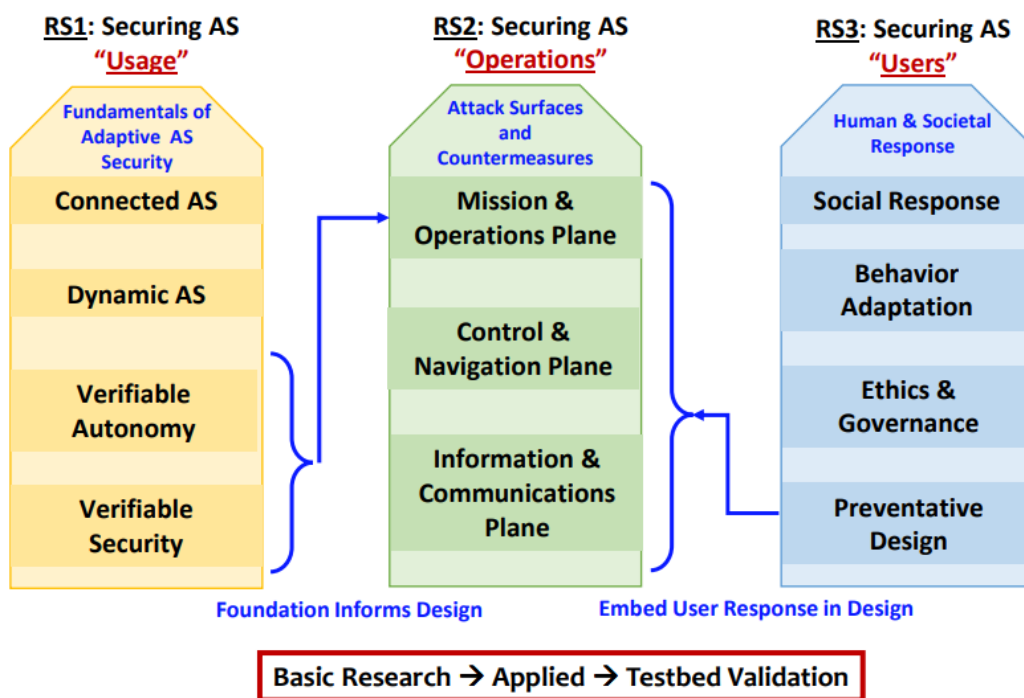 RS1: Securing AS
“Usage”
Fundamentals of
Adaptive AS
Security
Connected AS
Dynamic AS
Verifiable
Autonomy
Verifiable
Security
RS2: Securing AS
“Operations”
Attack Surfaces
and
Countermeasures
Mission &
Operations Plane
Control &
Navigation Plane
Information &
Communications
Plane
RS3: Securing AS
“Users”
Human & Societal
Response
Social Response
Behavior
Adaptation
Ethics &
Governance
Preventative
Design
Foundation Informs Design
Embed User Response in Design
Basic Research → Applied → Testbed Validation